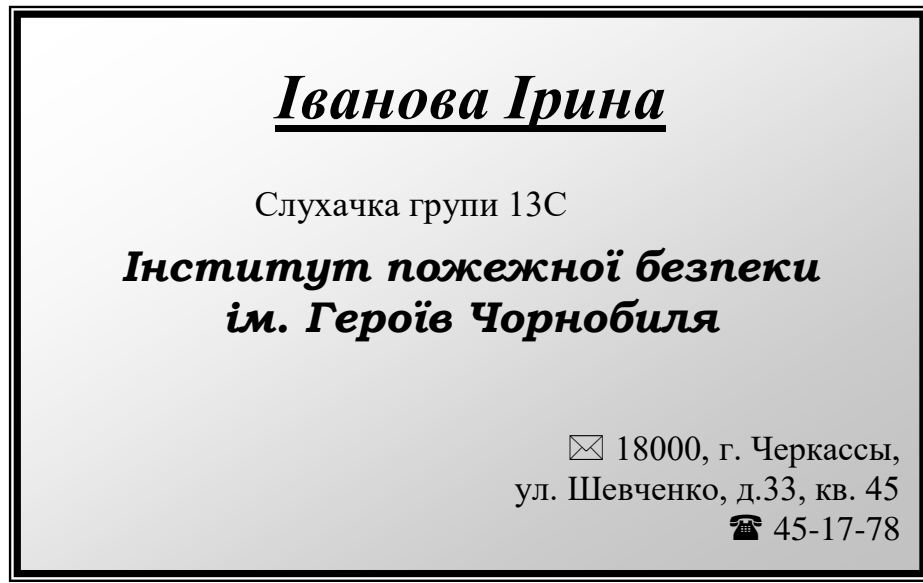 Іванова Ірина
Слухачка групи 13С
Інститут пожежної безпеки
ім. Героїв Чорнобиля
🖂 18000, г. Черкассы,
ул. Шевченко, д.33, кв. 45
☎ 45-17-78